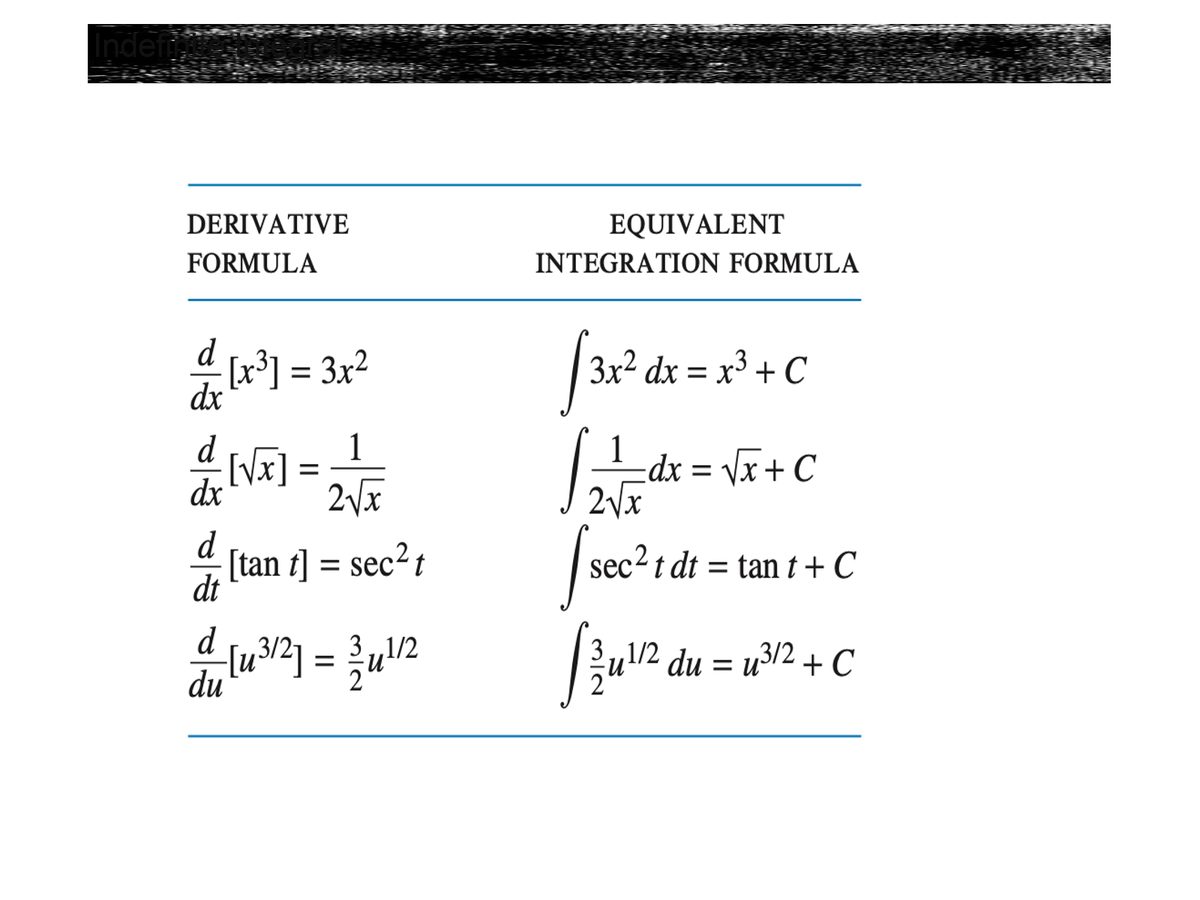 DERIVATIVE FORMULA
EQUIVALENT INTEGRATION FORMULA
d/dx [x³] = 3x²
∫ 3x² dx = x³ + C
d/dx [√x] = 1/(2√x)
∫ 1/(2√x) dx = √x + C
d/dt [tan t] = sec² t
∫ sec² t dt = tan t + C
d/du [u^{3/2}] = 3/2 u^{1/2}
∫ 3/2 u^{1/2} du = u^{3/2} + C